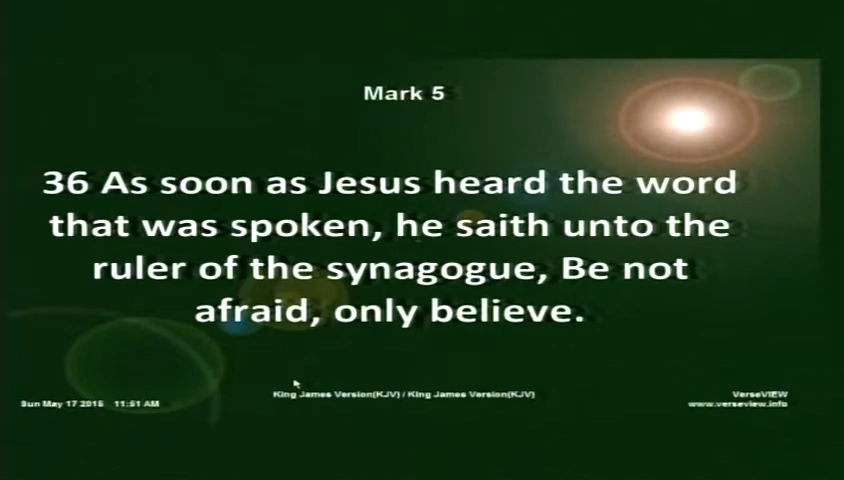 Mark 5
36 As soon as Jesus heard the word
that was spoken, he saith unto the
ruler of the synagogue, Be not
afraid, only believe.
King James Version(KJV) / King James Version(KJV)
Sun May 17 2015 11:51 AM
VerseVIEW
www.verseview.info